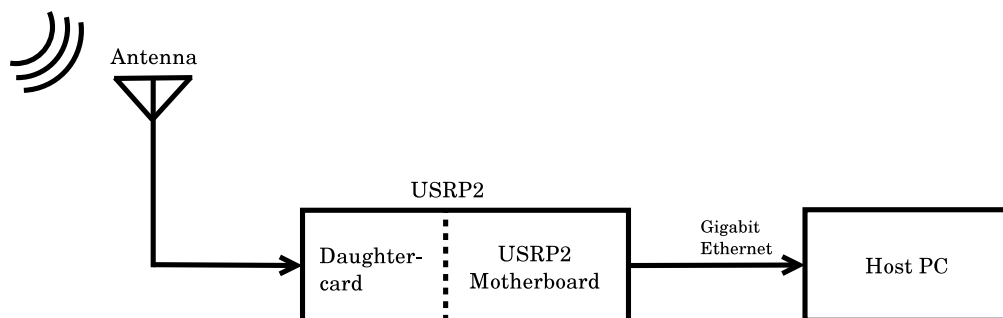 Antenna
USRP2
Daughter-
card
USRP2
Motherboard
Gigabit
Ethernet
Host PC